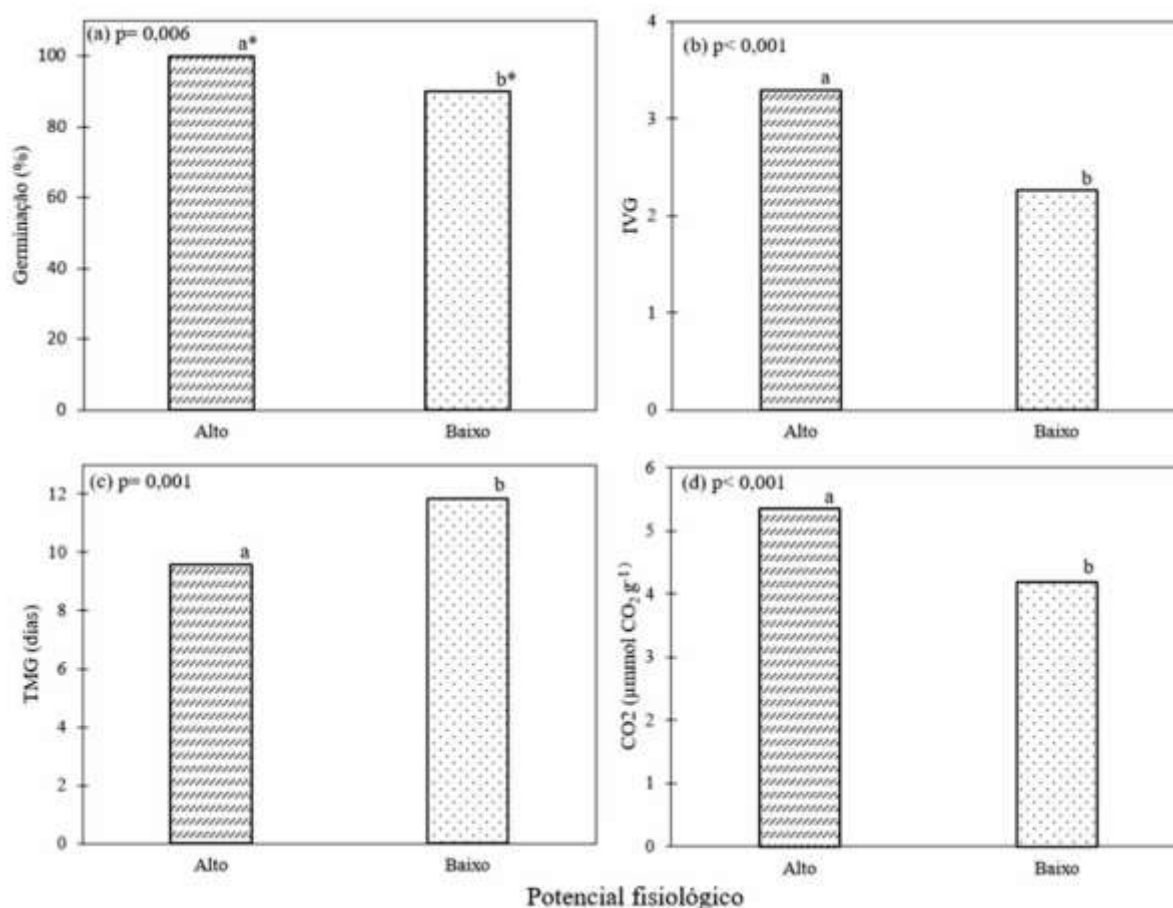 (a) p= 0,006
a*
b*
100
80
60
40
20
0
Germinação (%)
Alto
Baixo
(b) p< 0,001
a
b
4
3
2
1
0
IVG
Alto
Baixo
(c) p= 0,001
a
b
12
10
8
6
4
2
0
TMG (dias)
Alto
Baixo
(d) p< 0,001
a
b
6
5
4
3
2
1
0
CO2 (µmmol CO₂ g⁻¹)
Alto
Baixo
Potencial fisiológico